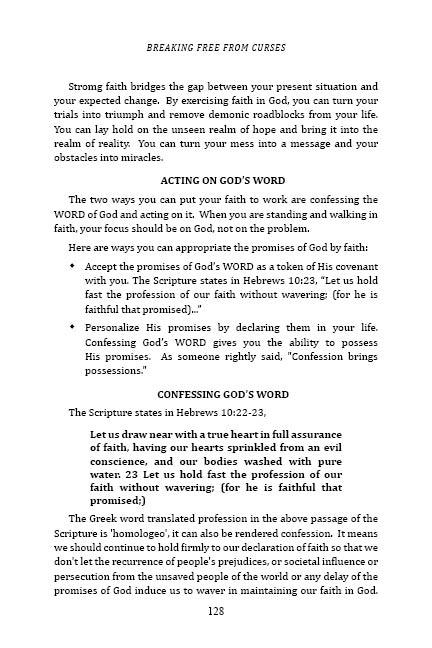 BREAKING FREE FROM CURSES
Stromg faith bridges the gap between your present situation and
your expected change. By exercising faith in God, you can turn your
trials into triumph and remove demonic roadblocks from your life.
You can lay hold on the unseen realm of hope and bring it into the
realm of reality. You can turn your mess into a message and your
obstacles into miracles.
ACTING ON GOD'S WORD
The two ways you can put your faith to work are confessing the
WORD of God and acting on it. When you are standing and walking in
faith, your focus should be on God, not on the problem.
Here are ways you can appropriate the promises of God by faith:
✦ Accept the promises of God's WORD as a token of His covenant
with you. The Scripture states in Hebrews 10:23, "Let us hold
fast the profession of our faith without wavering; (for he is
faithful that promised)..."
✦ Personalize His promises by declaring them in your life.
Confessing God's WORD gives you the ability to possess
His promises. As someone rightly said, "Confession brings
possessions."
CONFESSING GOD'S WORD
The Scripture states in Hebrews 10:22-23,
Let us draw near with a true heart in full assurance
of faith, having our hearts sprinkled from an evil
conscience, and our bodies washed with pure
water. 23 Let us hold fast the profession of our
faith without wavering; (for he is faithful that
promised;)
The Greek word translated profession in the above passage of the
Scripture is 'homologeo', it can also be rendered confession. It means
we should continue to hold firmly to our declaration of faith so that we
don't let the recurrence of people's prejudices, or societal influence or
persecution from the unsaved people of the world or any delay of the
promises of God induce us to waver in maintaining our faith in God.
128